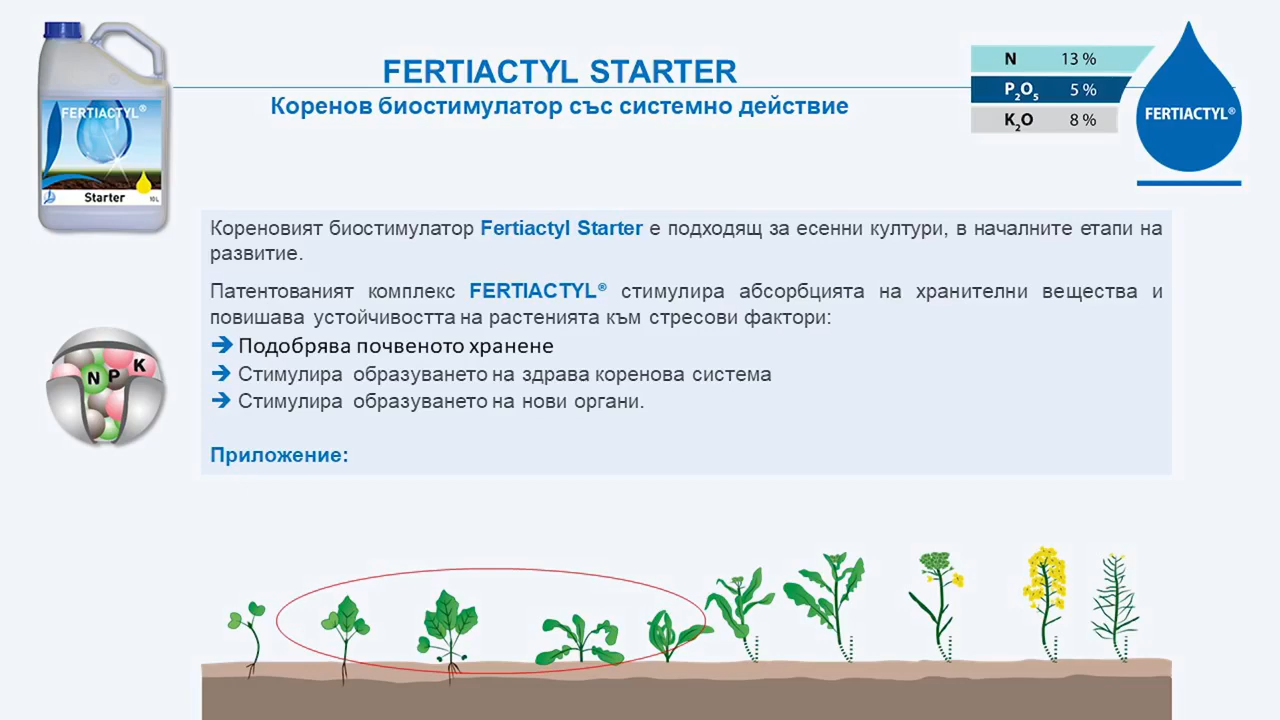 FERTIACTYL STARTER
Коренов биостимулатор със системно действие
N 13 %
P2O5 5 %
K2O 8 %
FERTIACTYL®
FERTIACTYL®
Starter 10 L
Кореновият биостимулатор Fertiactyl Starter е подходящ за есенни култури, в началните етапи на
развитие.
Патентованият комплекс FERTIACTYL® стимулира абсорбцията на хранителни вещества и
повишава устойчивостта на растенията към стресови фактори:
➔ Подобрява почвеното хранене
➔ Стимулира образуването на здрава коренова система
➔ Стимулира образуването на нови органи.
N P K
Приложение: